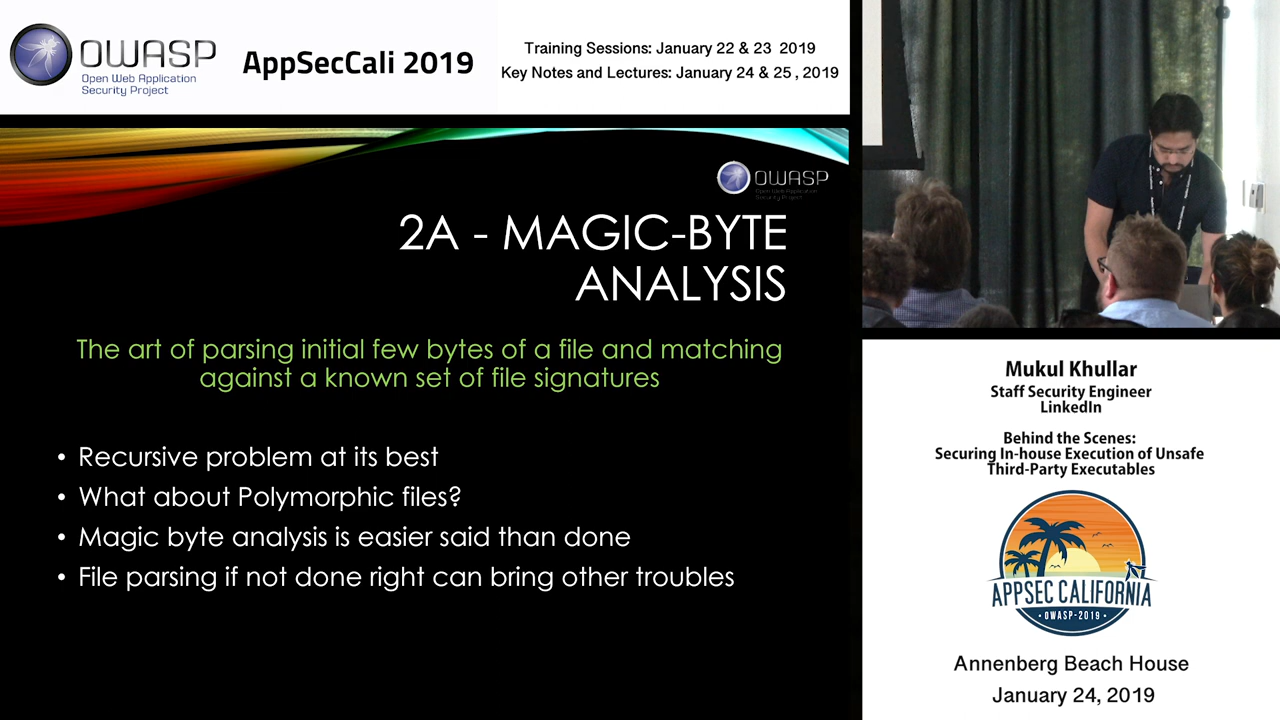 OWASP
Open Web Application
Security Project
AppSecCali 2019
Training Sessions: January 22 & 23 2019
Key Notes and Lectures: January 24 & 25 , 2019
OWASP
Open Web Application
Security Project
2A - MAGIC-BYTE
ANALYSIS
The art of parsing initial few bytes of a file and matching
against a known set of file signatures
• Recursive problem at its best
• What about Polymorphic files?
• Magic byte analysis is easier said than done
• File parsing if not done right can bring other troubles
Mukul Khullar
Staff Security Engineer
LinkedIn
Behind the Scenes:
Securing In-house Execution of Unsafe
Third-Party Executables
APPSEC CALIFORNIA
• OWASP-2019 •
Annenberg Beach House
January 24, 2019